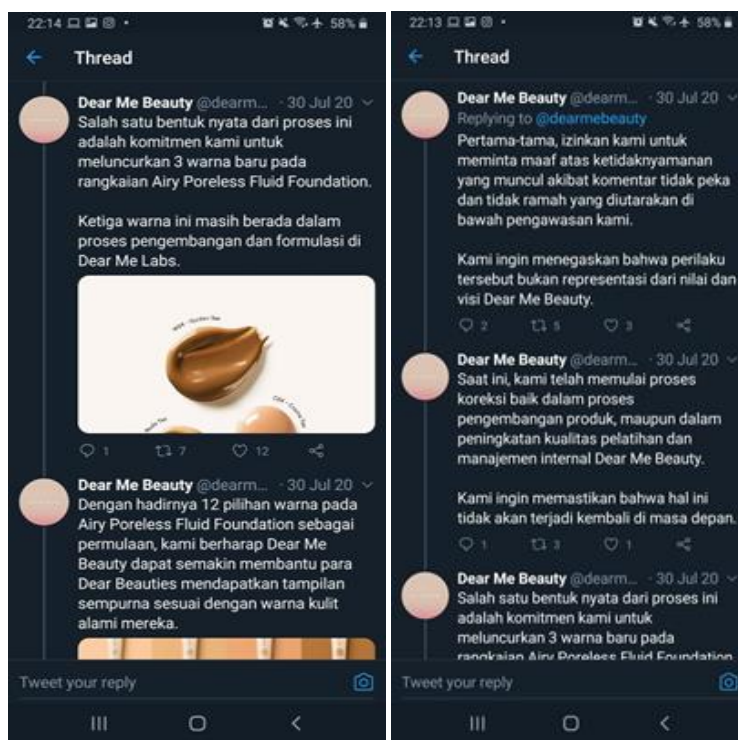 22:14
58%
Thread
Dear Me Beauty @dearm... · 30 Jul 20
Salah satu bentuk nyata dari proses ini
adalah komitmen kami untuk
meluncurkan 3 warna baru pada
rangkaian Airy Poreless Fluid Foundation.
Ketiga warna ini masih berada dalam
proses pengembangan dan formulasi di
Dear Me Labs.
1 7 12
Dear Me Beauty @dearm... · 30 Jul 20
Dengan hadirnya 12 pilihan warna pada
Airy Poreless Fluid Foundation sebagai
permulaan, kami berharap Dear Me
Beauty dapat semakin membantu para
Dear Beauties mendapatkan tampilan
sempurna sesuai dengan warna kulit
alami mereka.
Tweet your reply
22:13
58%
Thread
Dear Me Beauty @dearm... · 30 Jul 20
Replying to @dearmebeauty
Pertama-tama, izinkan kami untuk
meminta maaf atas ketidaknyamanan
yang muncul akibat komentar tidak peka
dan tidak ramah yang diutarakan di
bawah pengawasan kami.
Kami ingin menegaskan bahwa perilaku
tersebut bukan representasi dari nilai dan
visi Dear Me Beauty.
2 5 3
Dear Me Beauty @dearm... · 30 Jul 20
Saat ini, kami telah memulai proses
koreksi baik dalam proses
pengembangan produk, maupun dalam
peningkatan kualitas pelatihan dan
manajemen internal Dear Me Beauty.
Kami ingin memastikan bahwa hal ini
tidak akan terjadi kembali di masa depan.
1 3 1
Dear Me Beauty @dearm... · 30 Jul 20
Salah satu bentuk nyata dari proses ini
adalah komitmen kami untuk
meluncurkan 3 warna baru pada
rangkaian Airy Poreless Fluid Foundation
Tweet your reply